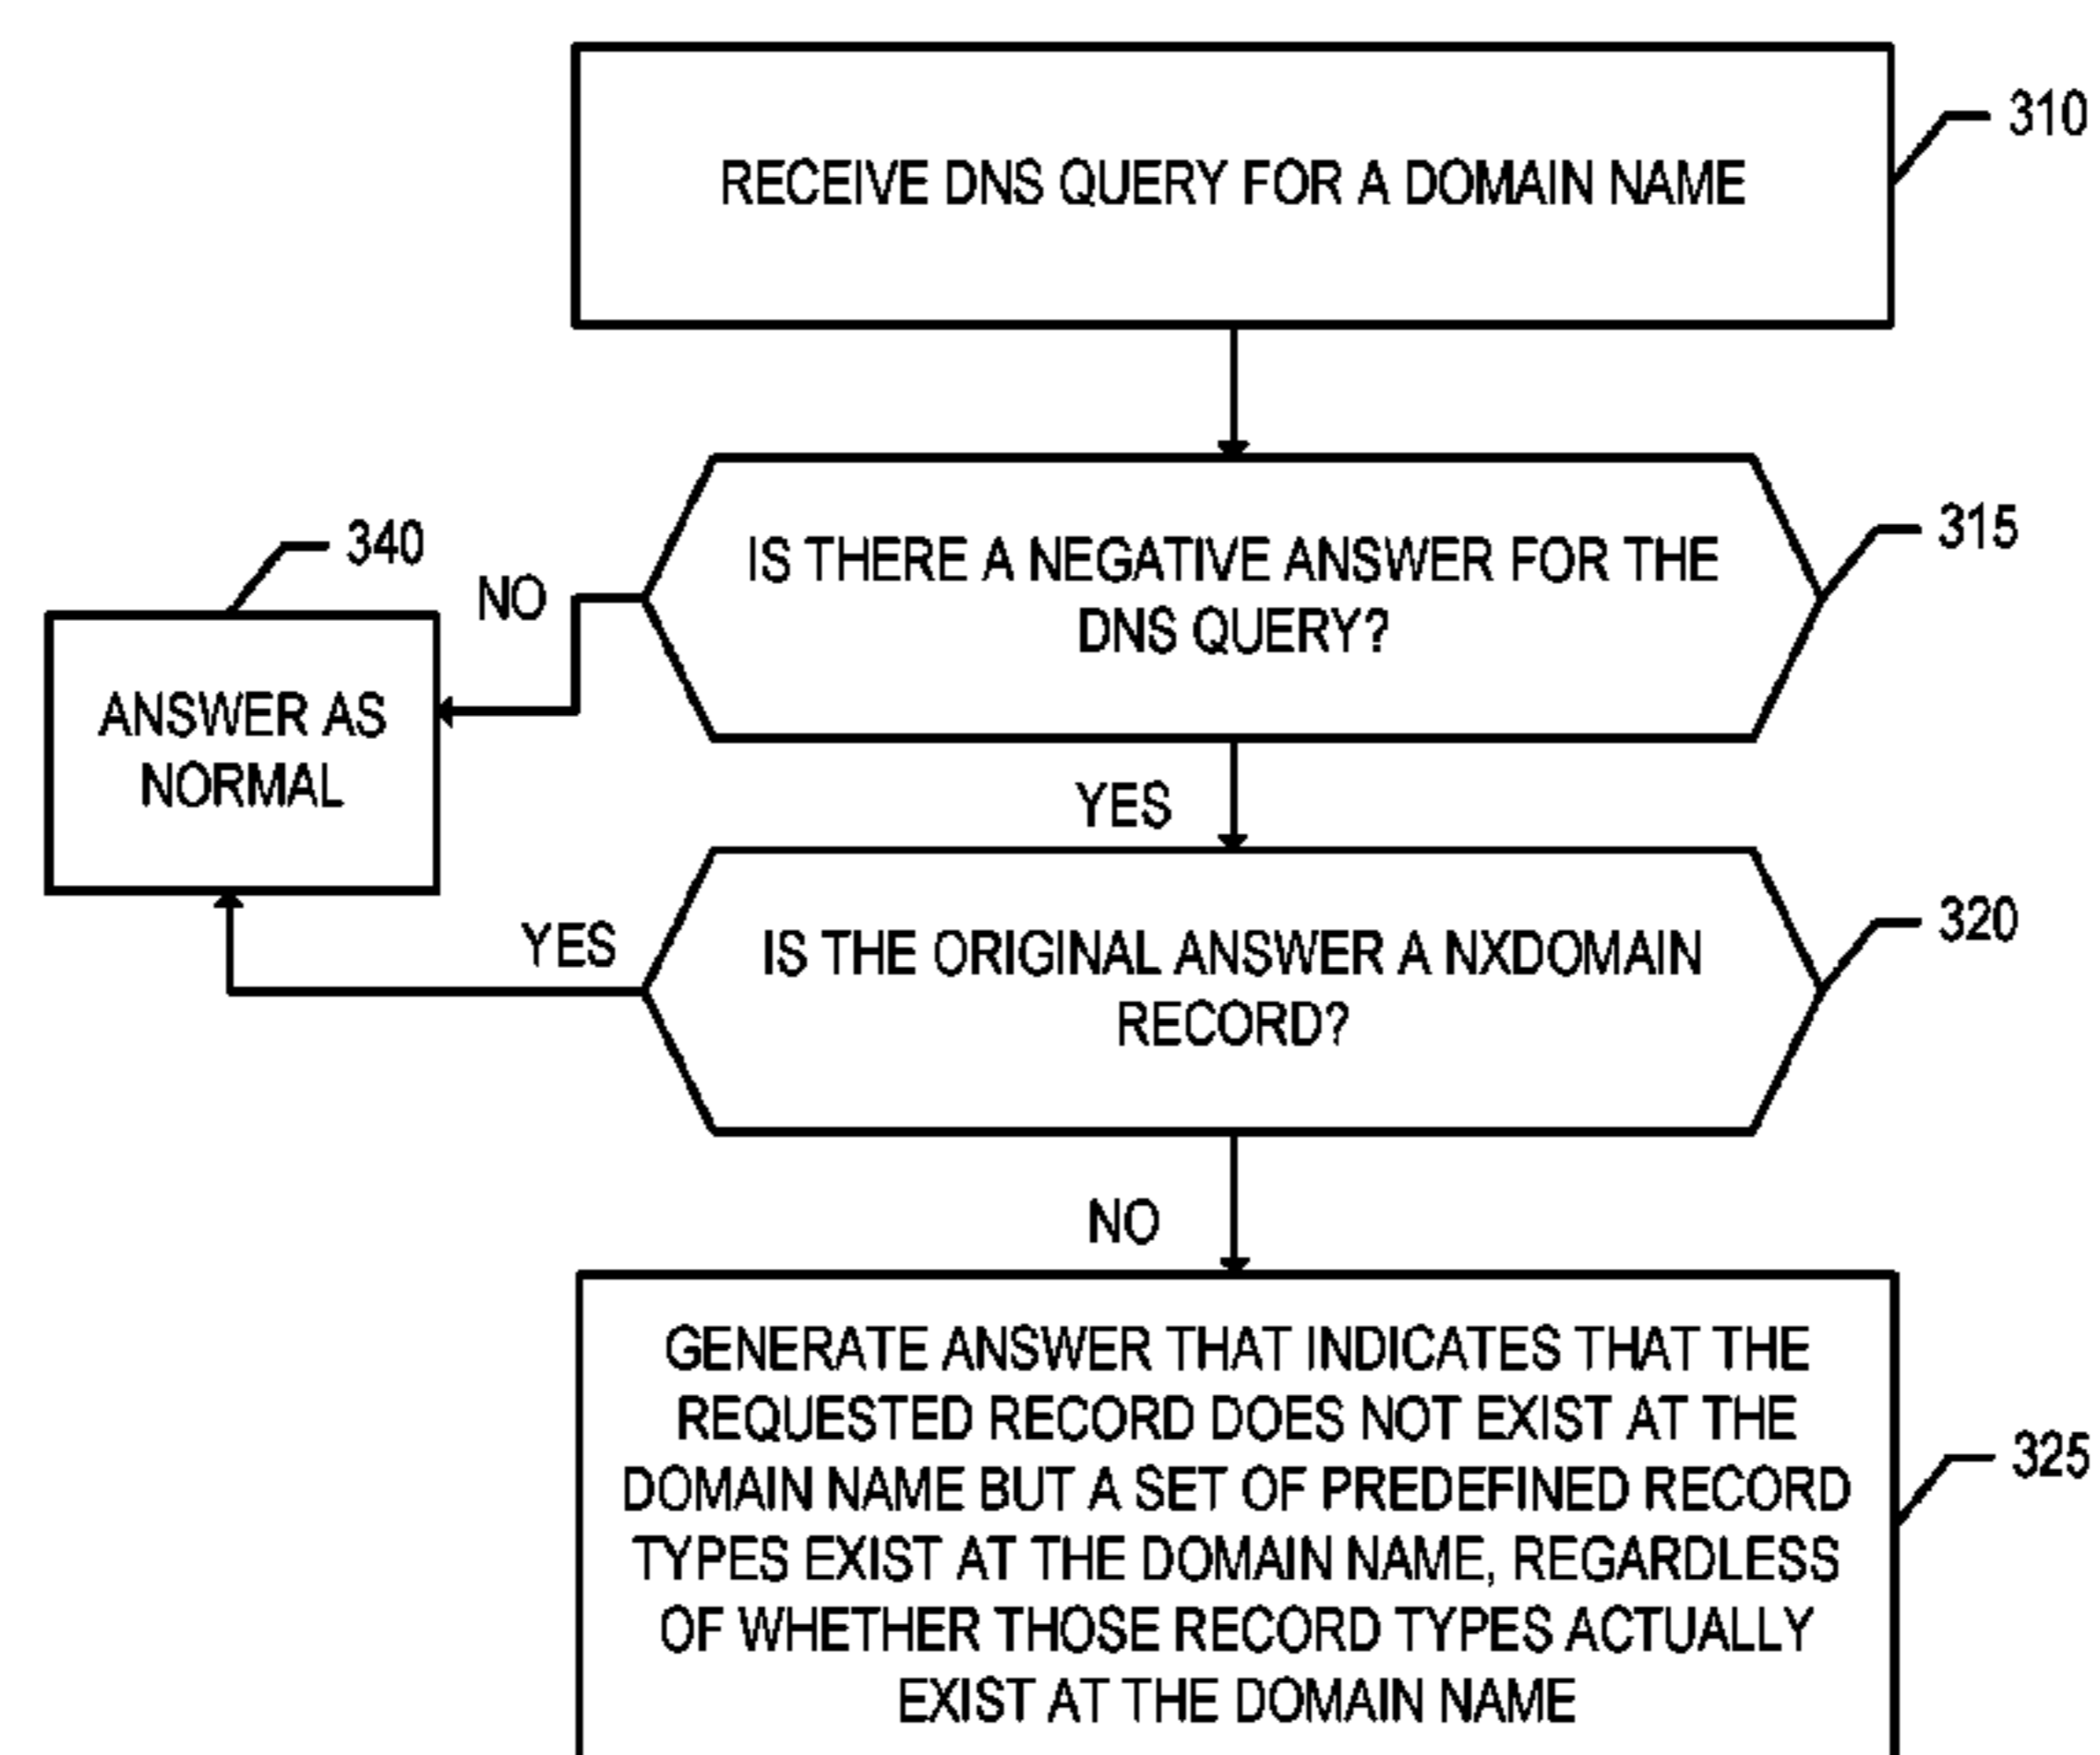 RECEIVE DNS QUERY FOR A DOMAIN NAME
310
IS THERE A NEGATIVE ANSWER FOR THE
DNS QUERY?
315
NO
340
ANSWER AS
NORMAL
YES
IS THE ORIGINAL ANSWER A NXDOMAIN
RECORD?
320
YES
NO
GENERATE ANSWER THAT INDICATES THAT THE
REQUESTED RECORD DOES NOT EXIST AT THE
DOMAIN NAME BUT A SET OF PREDEFINED RECORD
TYPES EXIST AT THE DOMAIN NAME, REGARDLESS
OF WHETHER THOSE RECORD TYPES ACTUALLY
EXIST AT THE DOMAIN NAME
325